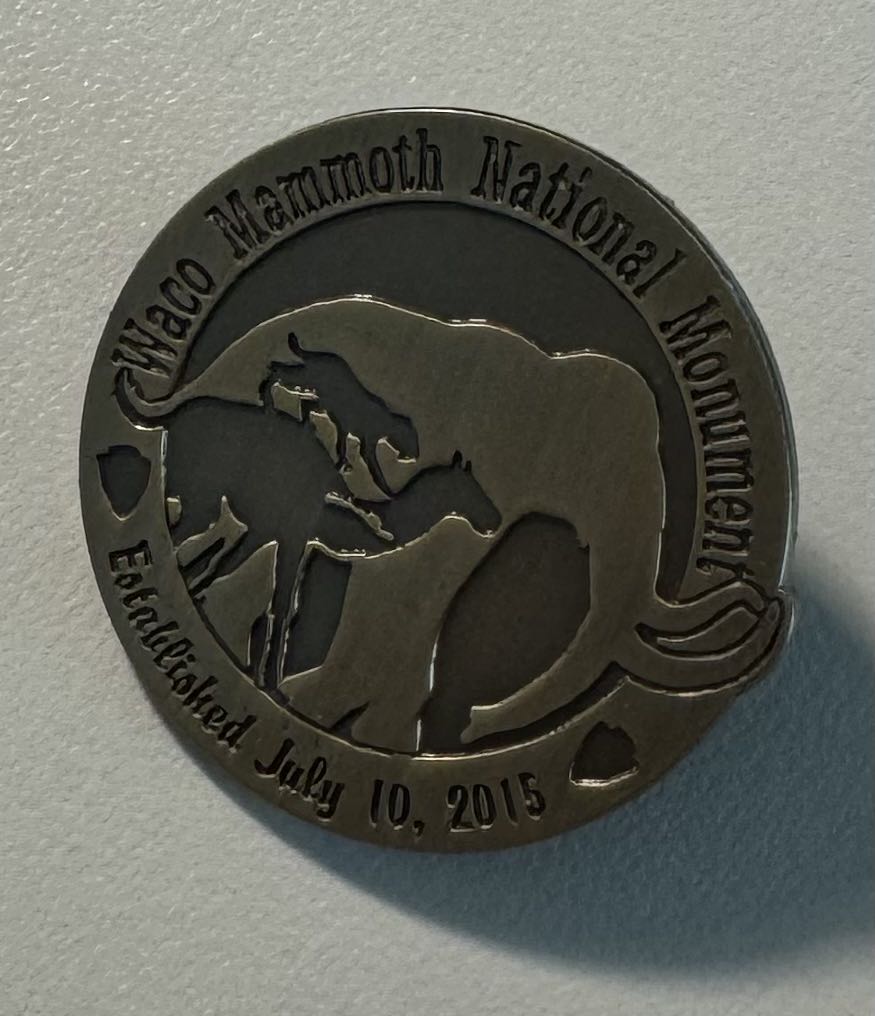 Waco Mammoth National Monument
Established July 10, 2015